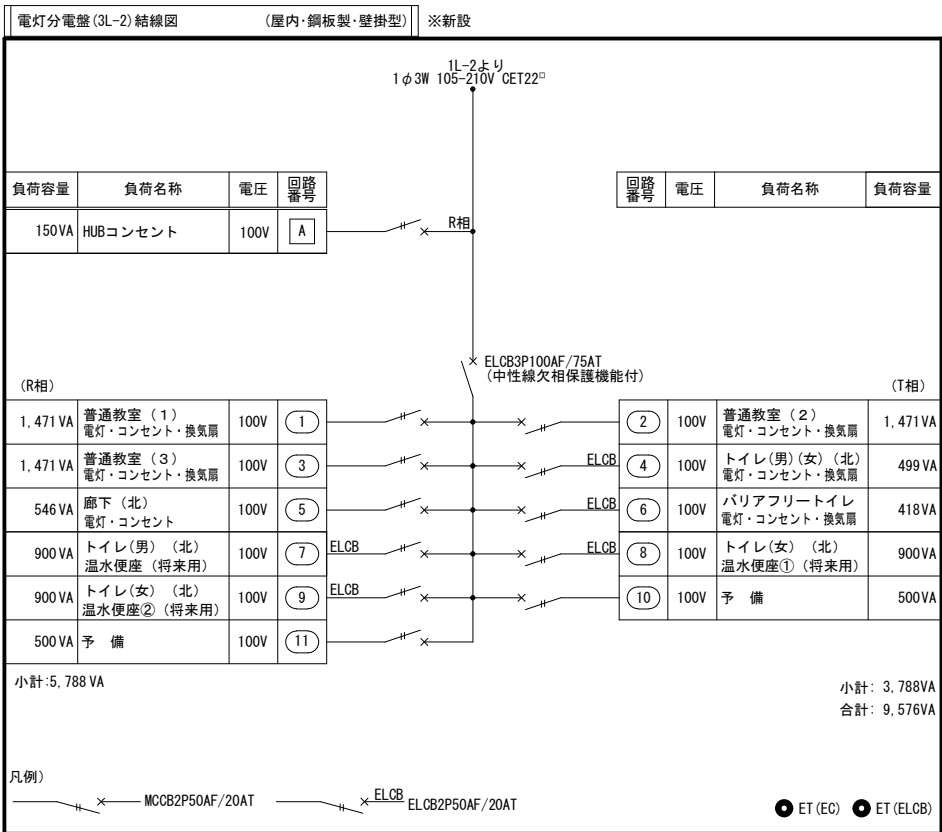 電灯分電盤(3L-2)結線図 (屋内・鋼板製・壁掛型) ※新設
1L-2より
1φ3W 105-210V CET22□
負荷容量 負荷名称 電圧 回路番号
回路番号 電圧 負荷名称 負荷容量
150VA HUBコンセント 100V A R相
ELCB3P100AF/75AT
(中性線欠相保護機能付)
(R相) (T相)
1,471VA 普通教室(1) 100V 1
電灯・コンセント・換気扇
2 100V 普通教室(2) 1,471VA
電灯・コンセント・換気扇
1,471VA 普通教室(3) 100V 3
電灯・コンセント・換気扇
ELCB 4 100V トイレ(男)(女)(北) 499VA
電灯・コンセント・換気扇
546VA 廊下(北) 100V 5
電灯・コンセント
ELCB 6 100V バリアフリートイレ 418VA
電灯・コンセント・換気扇
900VA トイレ(男)(北) 100V 7 ELCB
温水便座(将来用)
ELCB 8 100V トイレ(女)(北) 900VA
温水便座①(将来用)
900VA トイレ(女)(北) 100V 9 ELCB
温水便座②(将来用)
10 100V 予 備 500VA
500VA 予 備 100V 11
小計:5,788VA
小計: 3,788VA
合計: 9,576VA
凡例)
MCCB2P50AF/20AT ELCB ELCB2P50AF/20AT
ET(EC) ET(ELCB)